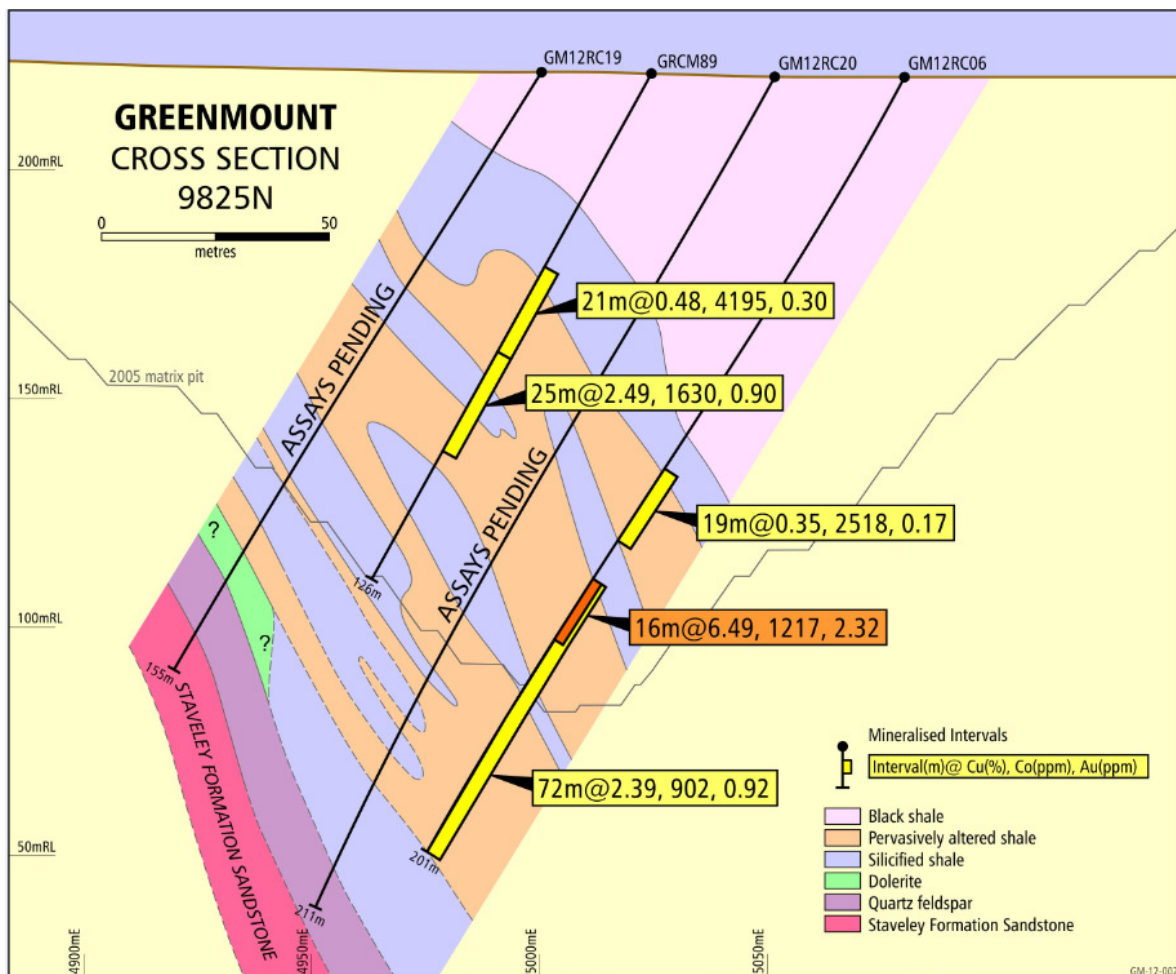 GM12RC19
GRCM89
GM12RC20
GM12RC06
GREENMOUNT
CROSS SECTION
9825N
0 50
metres
200mRL
150mRL
100mRL
50mRL
2005 matrix pit
ASSAYS PENDING
ASSAYS PENDING
21m@0.48, 4195, 0.30
25m@2.49, 1630, 0.90
19m@0.35, 2518, 0.17
16m@6.49, 1217, 2.32
72m@2.39, 902, 0.92
?
?
126m
155m
201m
211m
STAVELEY FORMATION SANDSTONE
Mineralised Intervals
Interval(m)@ Cu(%), Co(ppm), Au(ppm)
Black shale
Pervasively altered shale
Silicified shale
Dolerite
Quartz feldspar
Staveley Formation Sandstone
4900mE
4950mE
5000mE
5050mE